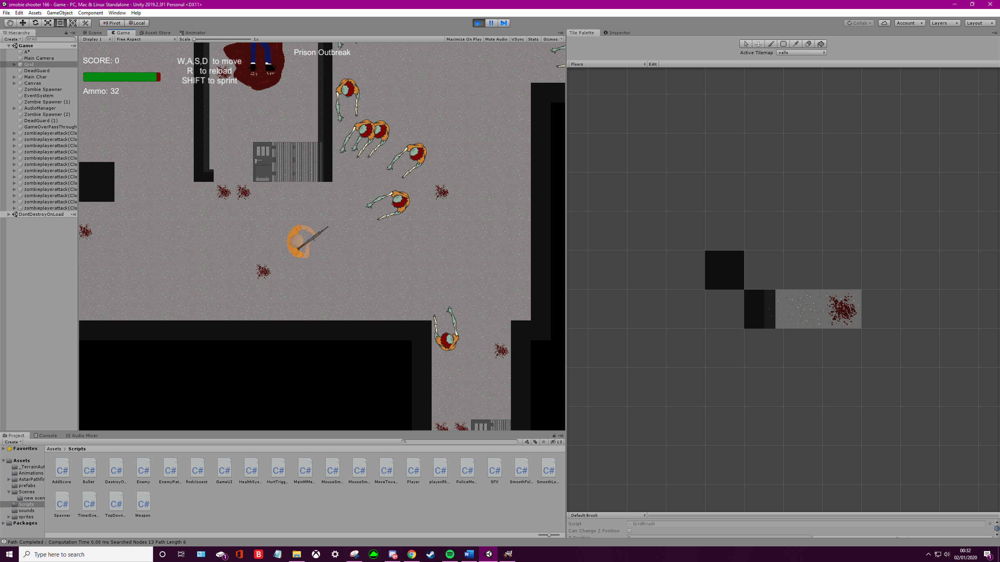 zmobie shooter 166 - Game - PC, Mac & Linux Standalone - Unity 2019.2.3f1 Personal <DX11>
File Edit Assets GameObject Component Window Help
Pivot Local
Collab Account Layers Layout
Hierarchy
Create All
Game
A*
Main Camera
Grid
DeadGuard
Main Char
Canvas
Zombie Spawner
EventSystem
Zombie Spawner (1)
AudioManager
Zombie Spawner (2)
DeadGuard (1)
GameOverPassThrough
zombieplayerattack(Clo
zombieplayerattack(Clo
zombieplayerattack(Clo
zombieplayerattack(Clo
zombieplayerattack(Clo
zombieplayerattack(Clo
zombieplayerattack(Clo
zombieplayerattack(Clo
zombieplayerattack(Clo
zombieplayerattack(Clo
zombieplayerattack(Clo
zombieplayerattack(Clo
zombieplayerattack(Clo
DontDestroyOnLoad
Scene Game Asset Store Animator
Display 1 Free Aspect Scale 1x Maximize On Play Mute Audio VSync Stats Gizmos
SCORE: 0
Ammo: 32
W,A,S,D to move
R to reload
SHIFT to sprint
Prison Outbreak
Tile Palette Inspector
Active Tilemap walls
Floors Edit
Default Brush
Script GridBrush
Can Change Z Position
Z Position
Project Console Audio Mixer
Create 13
Favorites
Assets
_TerrainAut
Animations
AstarPathfin
prefabs
Scenes
new scen
Scripts
sounds
sprites
Packages
Assets > Scripts
C# C# C# C# C# C# C# C# C# C# C# C# C# C# C# C# C# C# C#
AddScore Bullet DestroyO... Enemy EnemyPat... findclosest GameUI HealthSys... HurtTrigg... MainMMe... MouseSm... MouseSm... MoveTowa... Player playonRk... PoliceMo... SFX SmoothFol... SmoothLo...
C# C# C# C#
Spawner TimerEve... TopDown... Weapon
Path Completed : Computation Time 0.00 ms Searched Nodes 13 Path Length 6
Type here to search
1
B
9+
00:32
02/01/2020
1